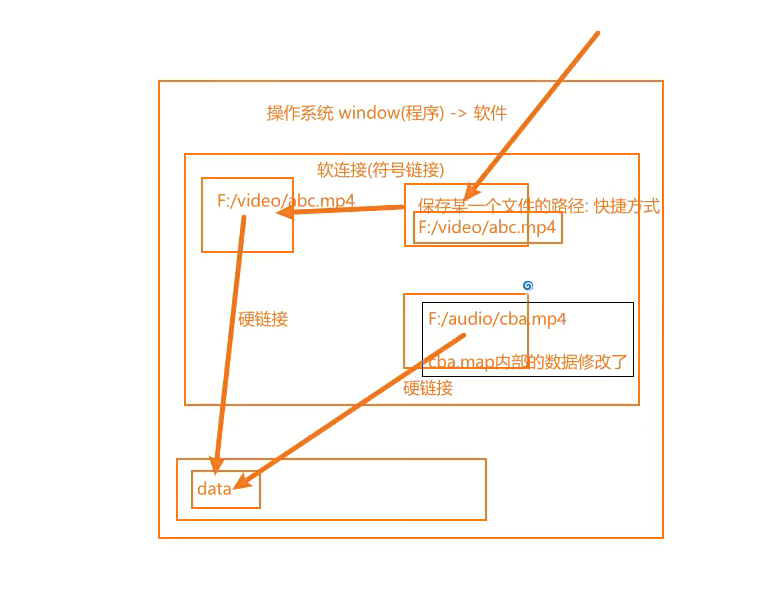 操作系统 window(程序) -> 软件
软连接(符号链接)
F:/video/abc.mp4
保存某一个文件的路径: 快捷方式
F:/video/abc.mp4
硬链接
F:/audio/cba.mp4
cba.map内部的数据修改了
硬链接
data